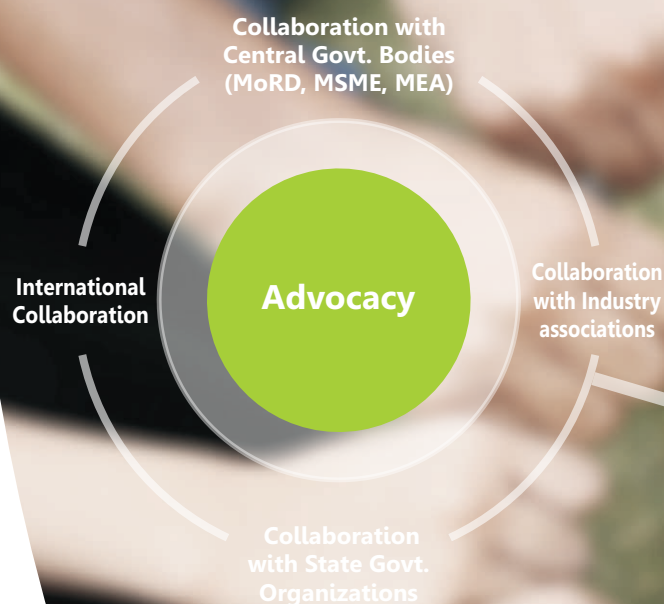 Collaboration with
Central Govt. Bodies
(MoRD, MSME, MEA)
International
Collaboration
Advocacy
Collaboration
with Industry
associations
Collaboration
with State Govt.
Organizations